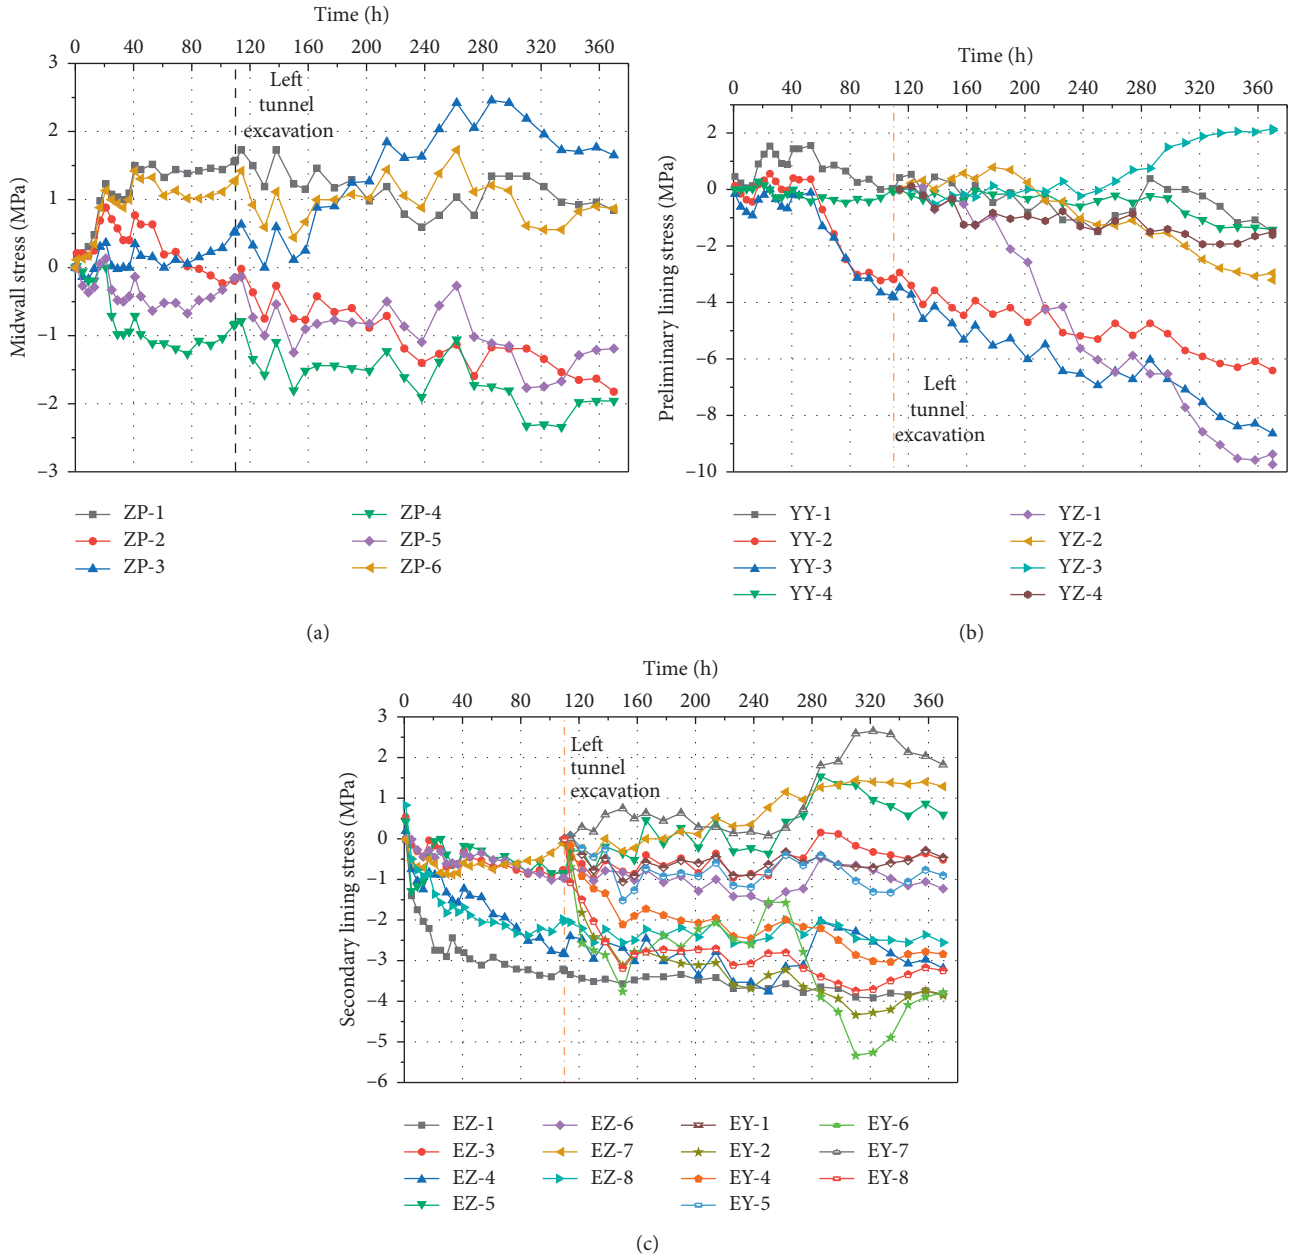 Time (h)
0 40 80 120 160 200 240 280 320 360
3
2
1
0
−1
−2
−3
Midwall stress (MPa)
Left
tunnel
excavation
ZP-1
ZP-2
ZP-3
ZP-4
ZP-5
ZP-6
(a)
Time (h)
0 40 80 120 160 200 240 280 320 360
2
0
−2
−4
−6
−8
−10
Preliminary lining stress (MPa)
Left
tunnel
excavation
YY-1
YY-2
YY-3
YY-4
YZ-1
YZ-2
YZ-3
YZ-4
(b)
Time (h)
0 40 80 120 160 200 240 280 320 360
3
2
1
0
−1
−2
−3
−4
−5
−6
Secondary lining stress (MPa)
Left
tunnel
excavation
EZ-1
EZ-3
EZ-4
EZ-5
EZ-6
EZ-7
EZ-8
EY-1
EY-2
EY-4
EY-5
EY-6
EY-7
EY-8
(c)